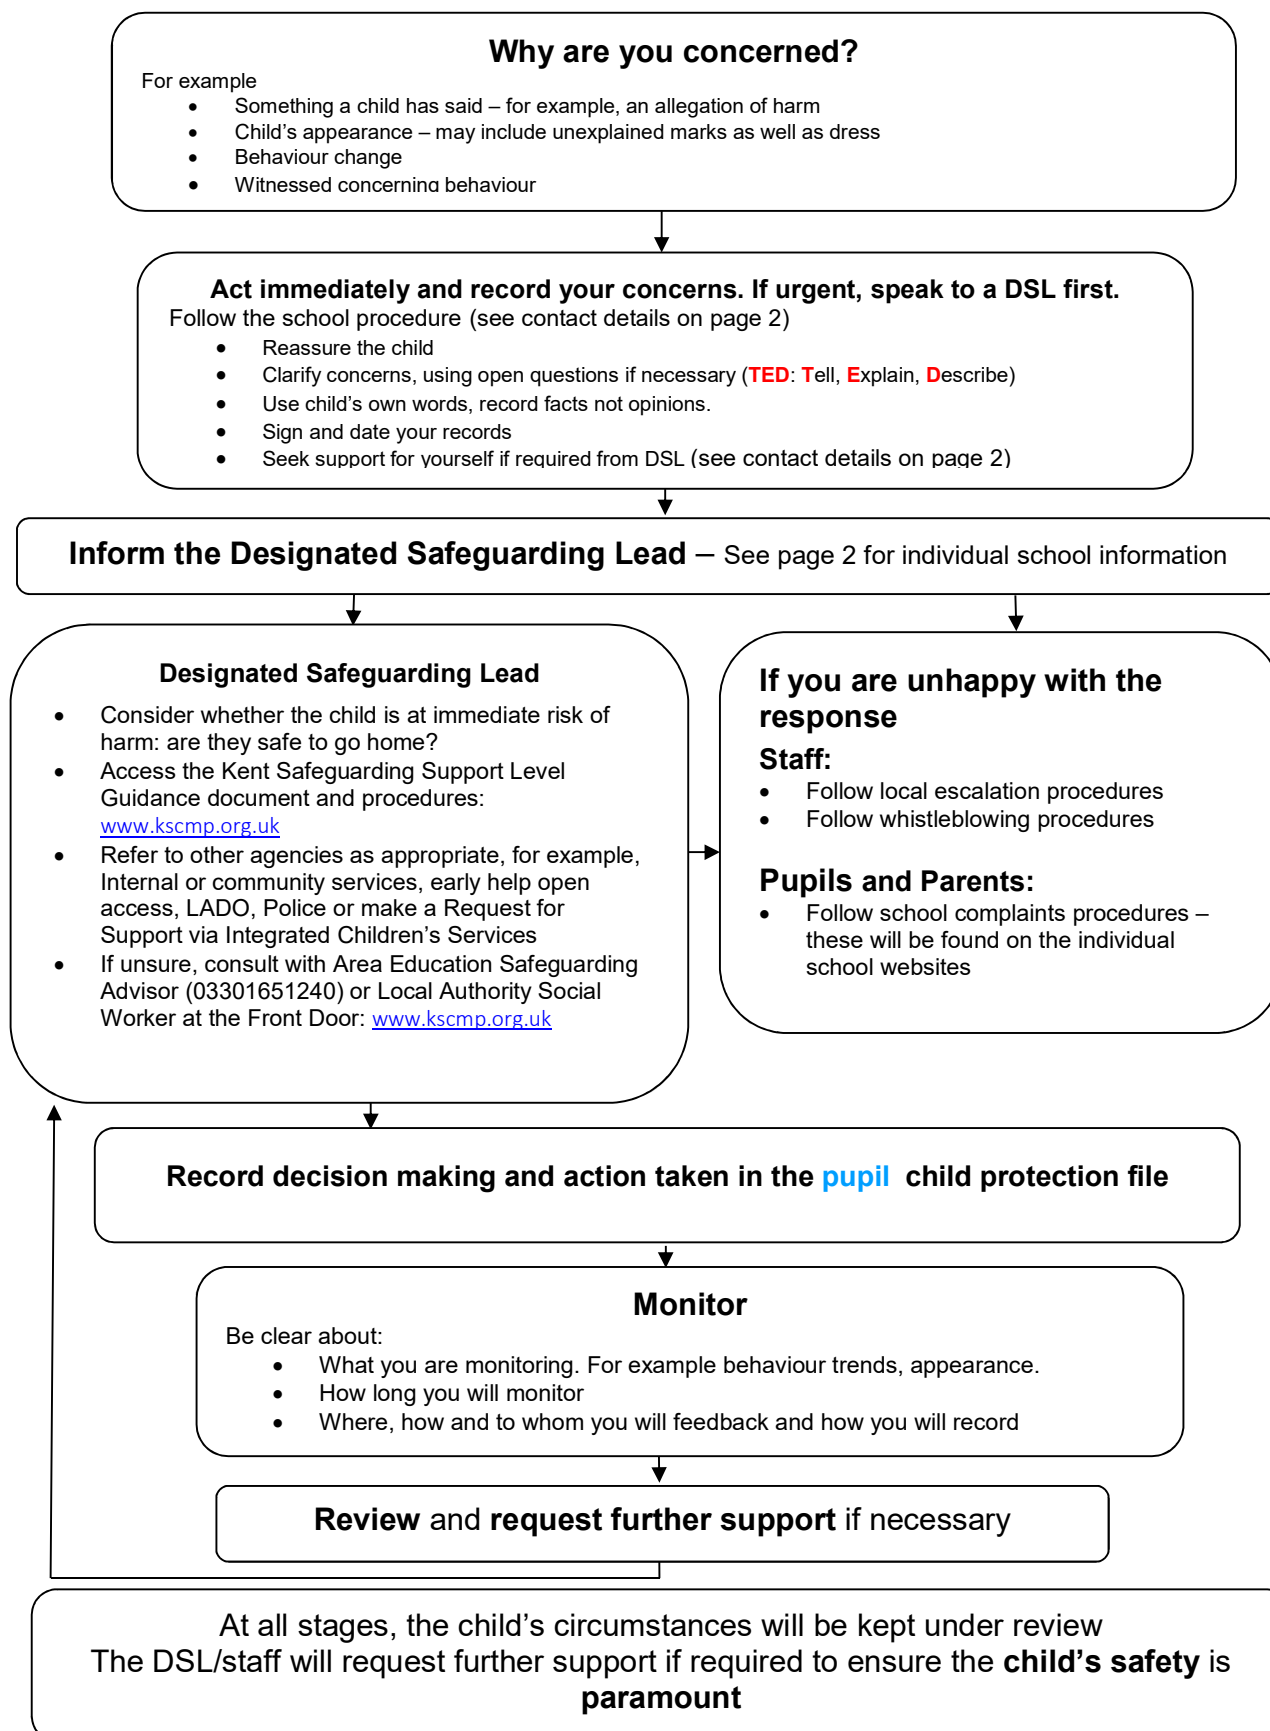 Why are you concerned?
For example
• Something a child has said – for example, an allegation of harm
• Child's appearance – may include unexplained marks as well as dress
• Behaviour change
• Witnessed concerning behaviour
Act immediately and record your concerns. If urgent, speak to a DSL first.
Follow the school procedure (see contact details on page 2)
• Reassure the child
• Clarify concerns, using open questions if necessary (TED: Tell, Explain, Describe)
• Use child's own words, record facts not opinions.
• Sign and date your records
• Seek support for yourself if required from DSL (see contact details on page 2)
Inform the Designated Safeguarding Lead – See page 2 for individual school information
Designated Safeguarding Lead
• Consider whether the child is at immediate risk of
harm: are they safe to go home?
• Access the Kent Safeguarding Support Level
Guidance document and procedures:
www.kscmp.org.uk
• Refer to other agencies as appropriate, for example,
Internal or community services, early help open
access, LADO, Police or make a Request for
Support via Integrated Children's Services
• If unsure, consult with Area Education Safeguarding
Advisor (03301651240) or Local Authority Social
Worker at the Front Door: www.kscmp.org.uk
If you are unhappy with the
response
Staff:
• Follow local escalation procedures
• Follow whistleblowing procedures
Pupils and Parents:
• Follow school complaints procedures –
these will be found on the individual
school websites
Record decision making and action taken in the pupil child protection file
Monitor
Be clear about:
• What you are monitoring. For example behaviour trends, appearance.
• How long you will monitor
• Where, how and to whom you will feedback and how you will record
Review and request further support if necessary
At all stages, the child's circumstances will be kept under review
The DSL/staff will request further support if required to ensure the child's safety is
paramount